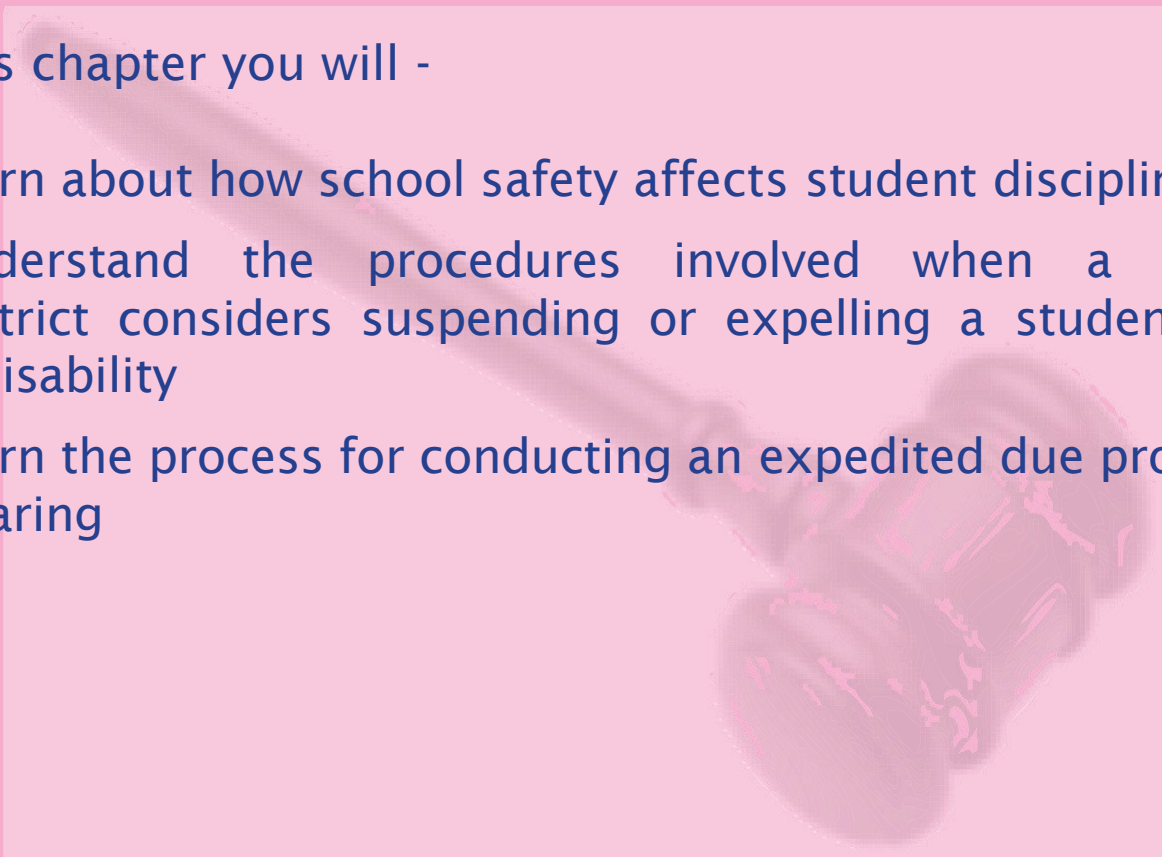 s chapter you will -
rn about how school safety affects student disciplin
derstand the procedures involved when a
trict considers suspending or expelling a studen
isability
rn the process for conducting an expedited due pro
aring